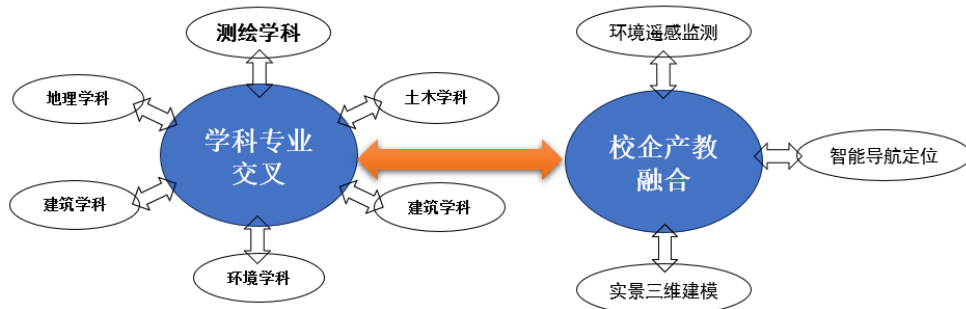 测绘学科
地理学科
土木学科
学科专业
交叉
建筑学科
建筑学科
环境学科
环境遥感监测
校企产教
融合
智能导航定位
实景三维建模